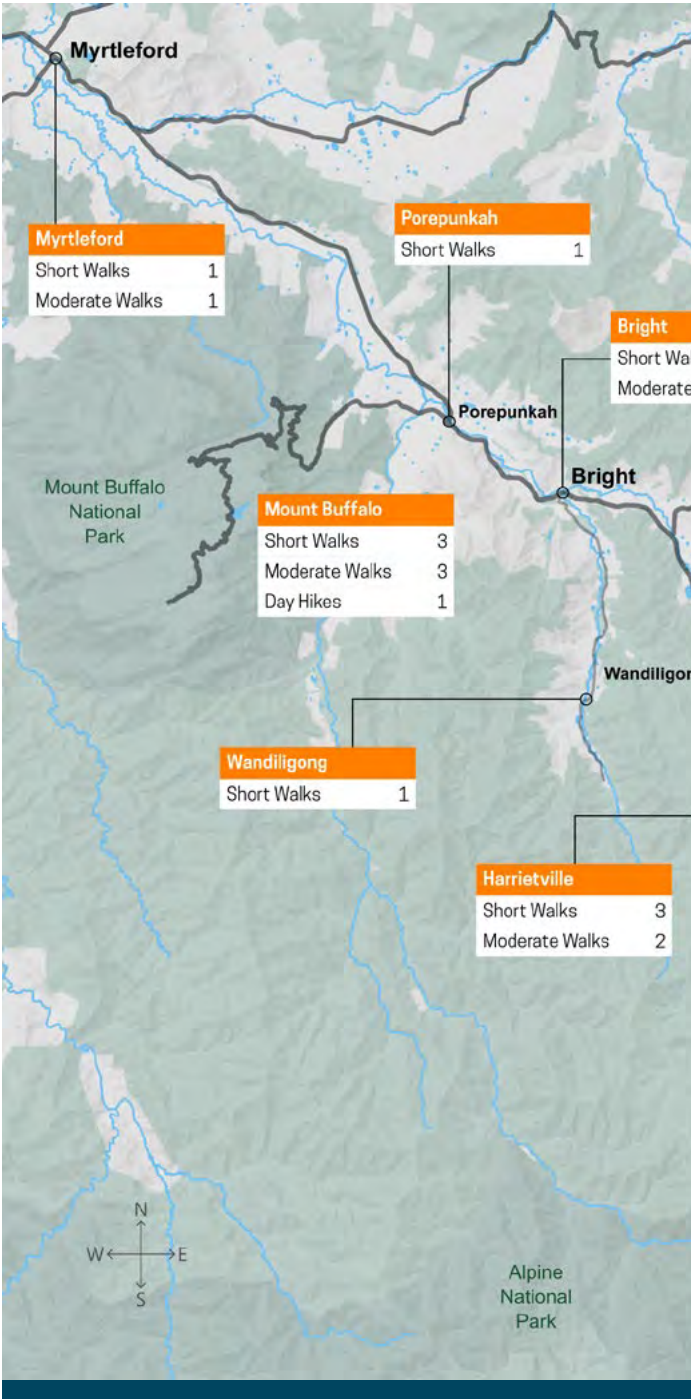 Myrtleford
Myrtleford
Short Walks 1
Moderate Walks 1
Porepunkah
Short Walks 1
Bright
Short
Moderate
Porepunkah
Bright
Mount Buffalo
National
Park
Mount Buffalo
Short Walks 3
Moderate Walks 3
Day Hikes 1
Wandiligong
Short Walks 1
Harrietville
Short Walks 3
Moderate Walks 2
N
W E
S
Alpine
National
Park